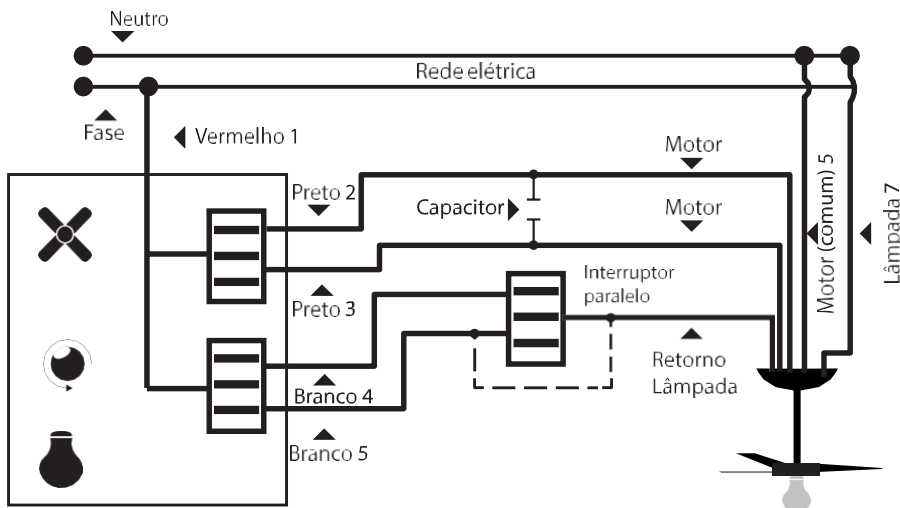 Neutro
Rede elétrica
Fase
Vermelho 1
Motor
Preto 2
Capacitor
Motor
Motor (comum) 5
Lâmpada 7
Interruptor
paralelo
Preto 3
Retorno
Lâmpada
Branco 4
Branco 5